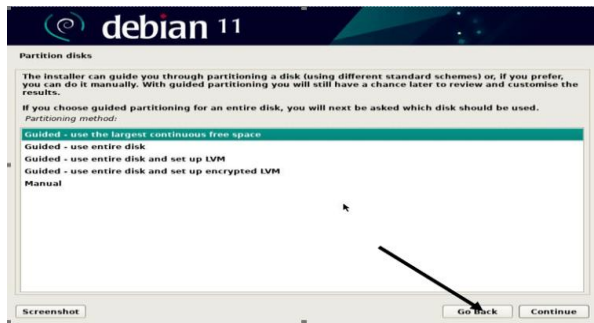 debian 11
Partition disks
The installer can guide you through partitioning a disk (using different standard schemes) or, if you prefer,
you can do it manually. With guided partitioning you will still have a chance later to review and customise the
results.
If you choose guided partitioning for an entire disk, you will next be asked which disk should be used.
Partitioning method:
Guided - use the largest continuous free space
Guided - use entire disk
Guided - use entire disk and set up LVM
Guided - use entire disk and set up encrypted LVM
Manual
Screenshot
Go Back
Continue